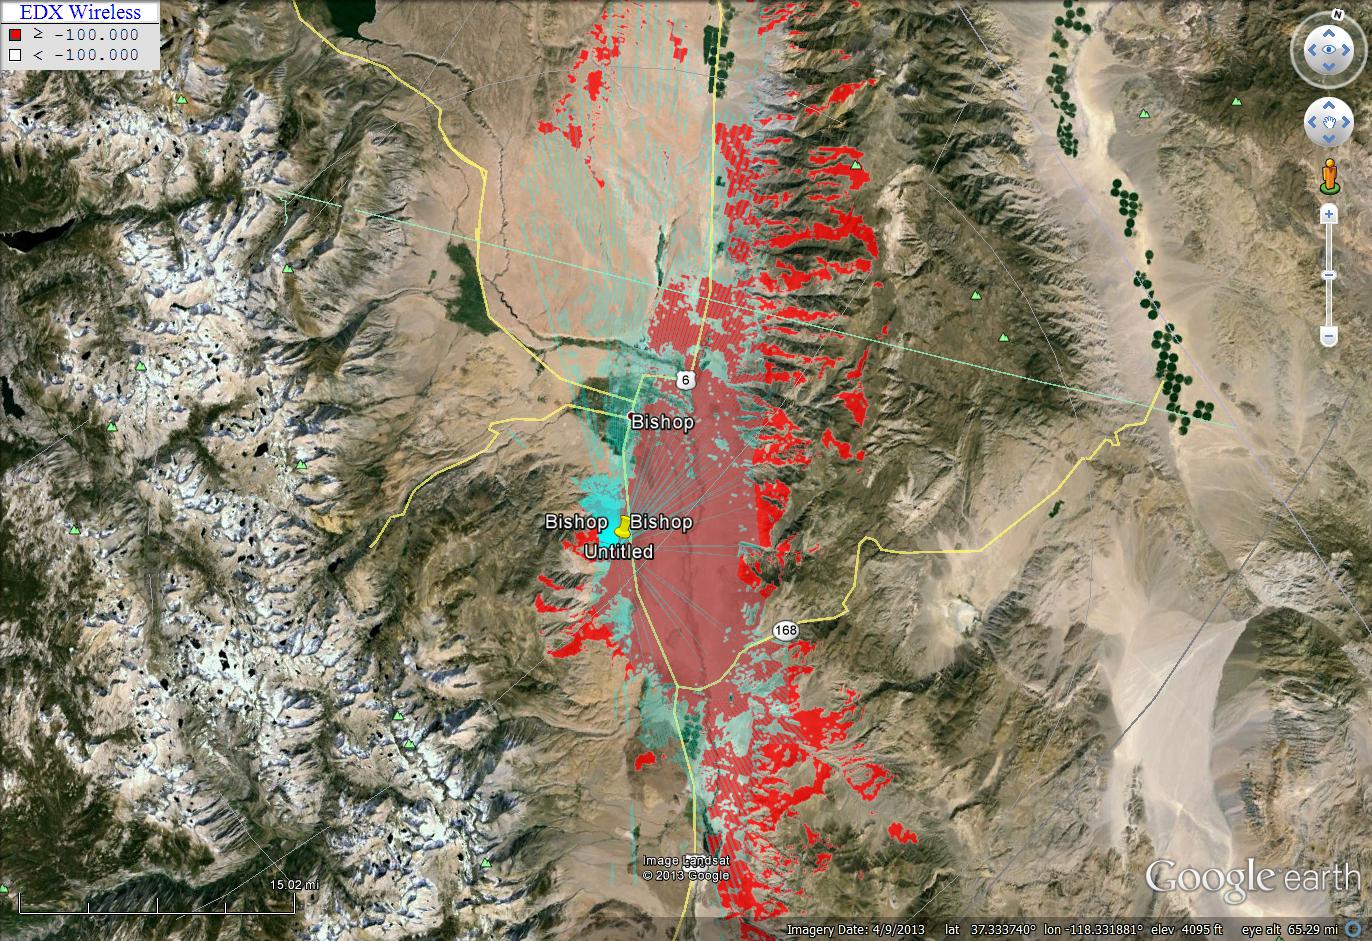 EDX Wireless
≥ -100.000
< -100.000
N
6
Bishop
Bishop
Bishop
Untitled
168
Image Landsat
© 2013 Google
15.02 mi
Google earth
Imagery Date: 4/9/2013 lat 37.333740° lon -118.331881° elev 4095 ft eye alt 65.29 mi